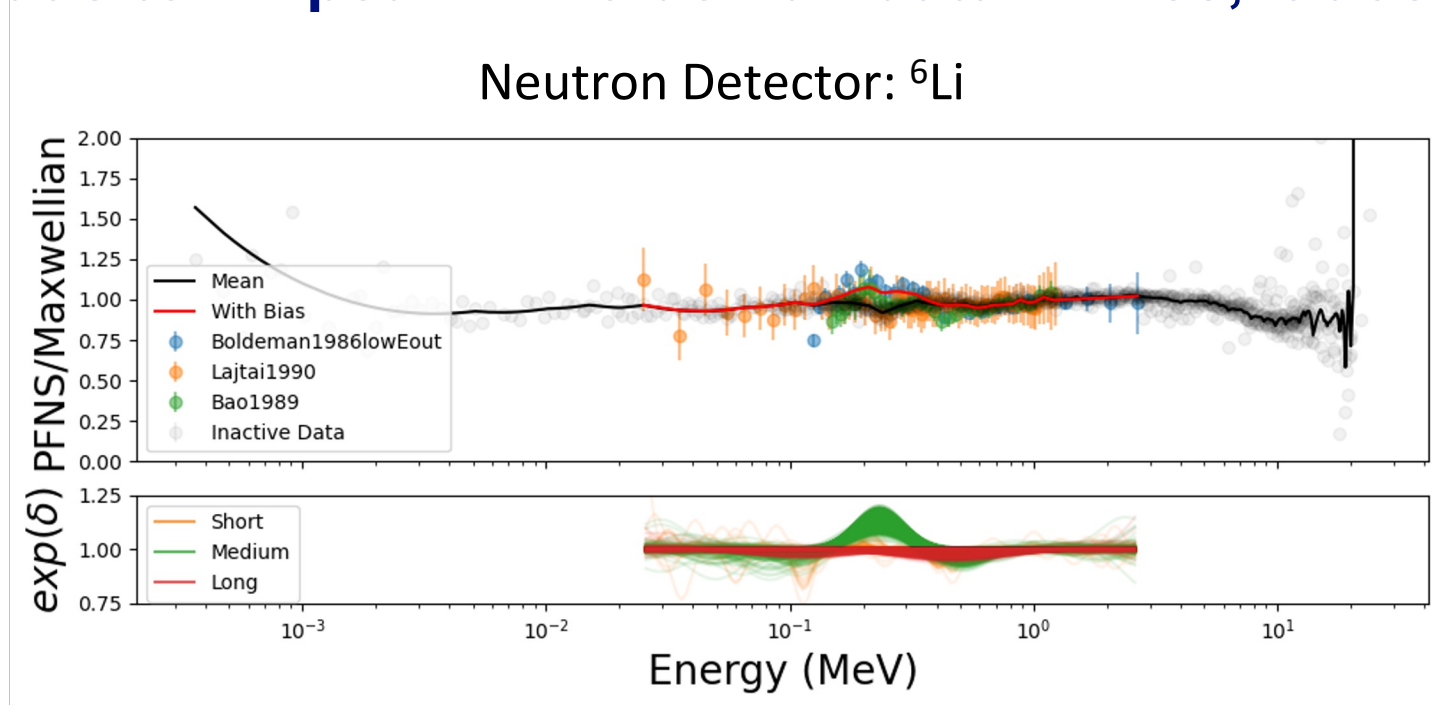 Neutron Detector: ⁶Li
PFNS/Maxwellian
2.00
1.75
1.50
1.25
1.00
0.75
0.50
0.25
0.00
Mean
With Bias
Boldeman1986lowEout
Lajtai1990
Bao1989
Inactive Data
exp(δ)
1.25
1.00
0.75
Short
Medium
Long
10⁻³ 10⁻² 10⁻¹ 10⁰ 10¹
Energy (MeV)